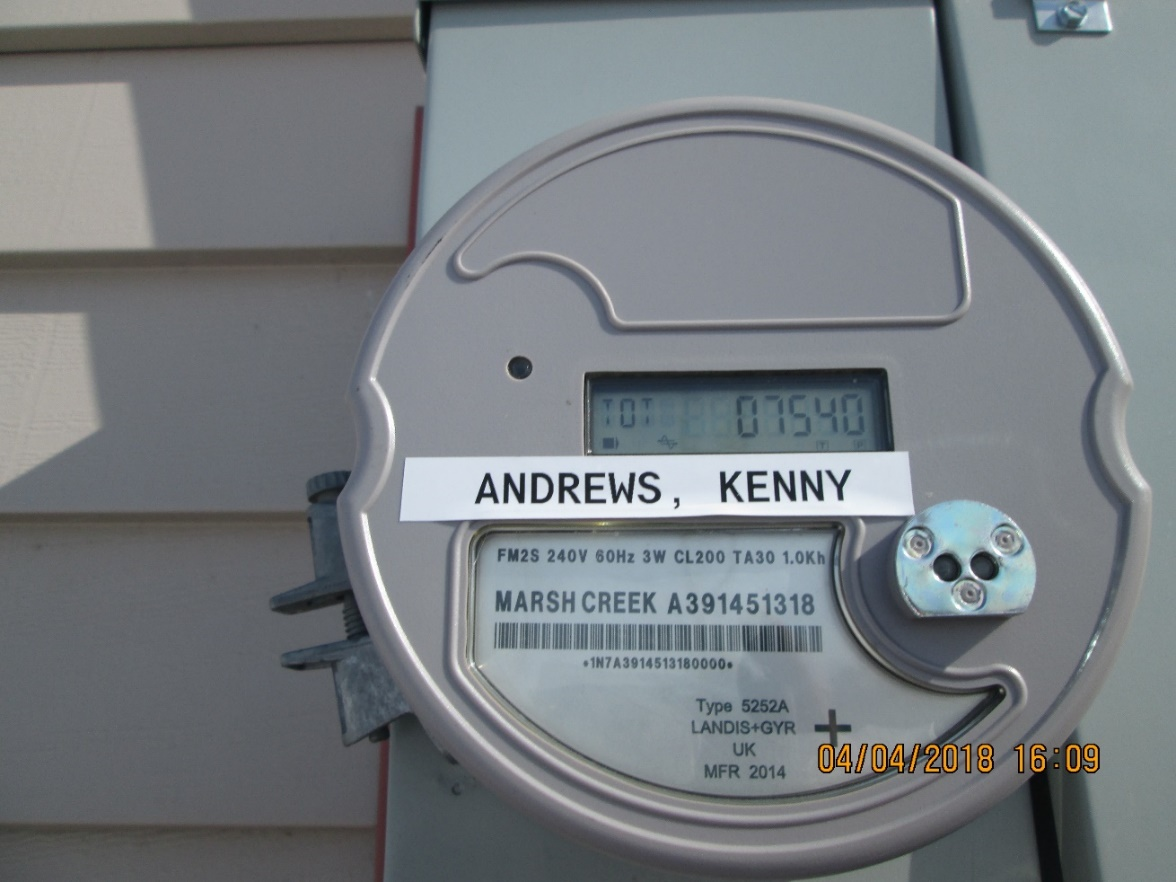 TOT 07540
ANDREWS, KENNY
FM2S 240V 60Hz 3W CL200 TA30 1.0Kh
MARSH CREEK A391451318
*1N7A3914513180000*
Type 5252A
LANDIS+GYR
UK
MFR 2014
04/04/2018 16:09